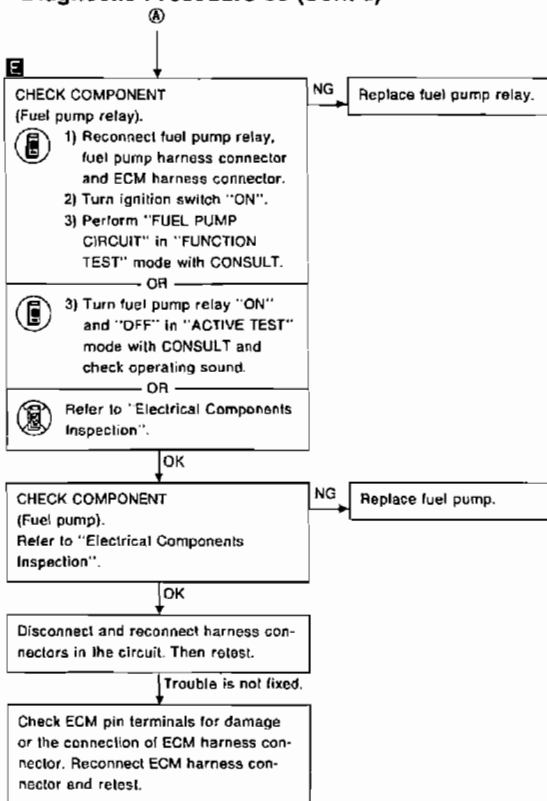 Ⓐ
E
CHECK COMPONENT
(Fuel pump relay).
1) Reconnect fuel pump relay,
fuel pump harness connector
and ECM harness connector.
2) Turn ignition switch "ON".
3) Perform "FUEL PUMP
CIRCUIT" in "FUNCTION
TEST" mode with CONSULT.
OR
3) Turn fuel pump relay "ON"
and "OFF" in "ACTIVE TEST"
mode with CONSULT and
check operating sound.
OR
Refer to "Electrical Components
Inspection".
NG
Replace fuel pump relay.
OK
CHECK COMPONENT
(Fuel pump).
Refer to "Electrical Components
Inspection".
NG
Replace fuel pump.
OK
Disconnect and reconnect harness con-
nectors in the circuit. Then retest.
Trouble is not fixed.
Check ECM pin terminals for damage
or the connection of ECM harness con-
nector. Reconnect ECM harness con-
nector and retest.